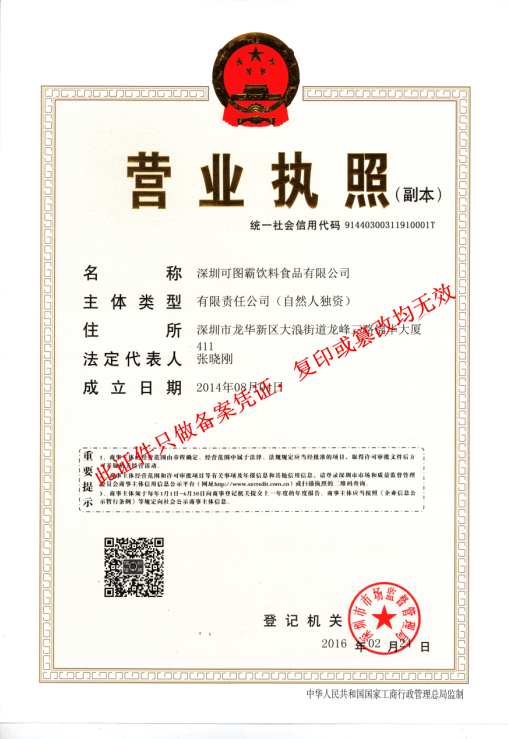 营业执照(副本)
统一社会信用代码 91440300311910001T
名称 深圳可图霸饮料食品有限公司
主体类型 有限责任公司（自然人独资）
住所 深圳市龙华新区大浪街道龙峰 大厦
411
法定代表人 张晓刚
成立日期 2014年08月04日
此证件只做备案凭证，复印或篡改均无效
重要提示
1、商事主体的经营范围由章程确定。经营范围中属于法律、法规规定应当经批准的项目，取得许可审批文件后方
可开展相关经营活动。
2、商事主体经营范围和许可审批项目等有关事项及年报信息和其他信用信息，请登录深圳市市场和质量监督管理
委员会商事主体信用信息公示平台（网址http://www.szcredit.com.cn）或扫描执照的二维码查询。
3、商事主体须于每年1月1日-6月30日向商事登记机关提交上一年度的年度报告。商事主体应当按照《企业信息公
示暂行条例》等规定向社会公示商事主体信息。
登记机关
深圳市市场监督管理局
2016 年 02 月 24 日
中华人民共和国国家工商行政管理总局监制